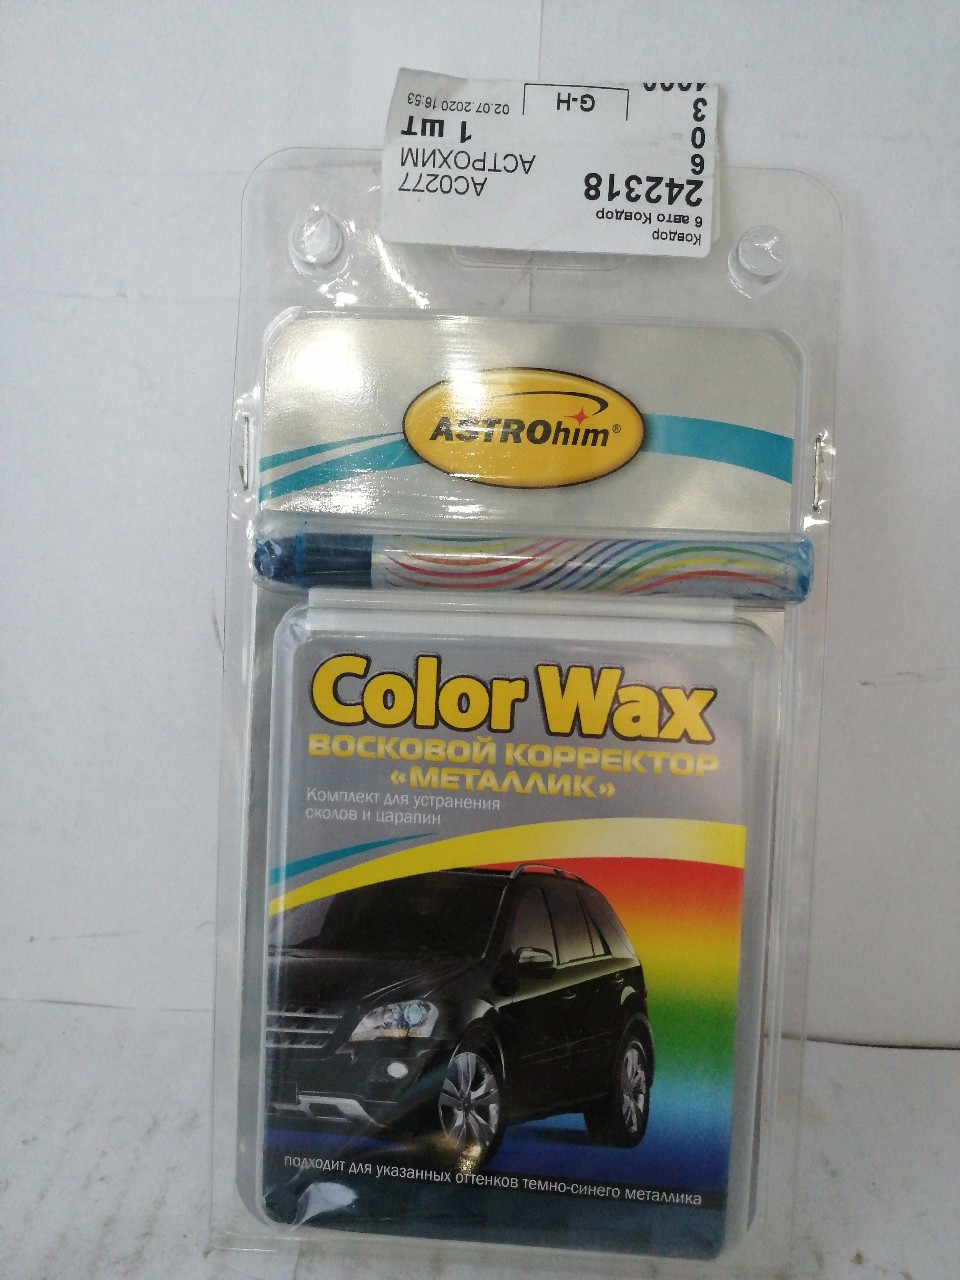 Ковдор
6 авто Ковдор
242318
6
0
3
AC0277
АСТРОХИМ
1 шт
G-H
02.07.2020 16:53
ASTROhim®
Color Wax
ВОСКОВОЙ КОРРЕКТОР
«МЕТАЛЛИК»
Комплект для устранения
сколов и царапин
подходит для указанных оттенков темно-синего металлика